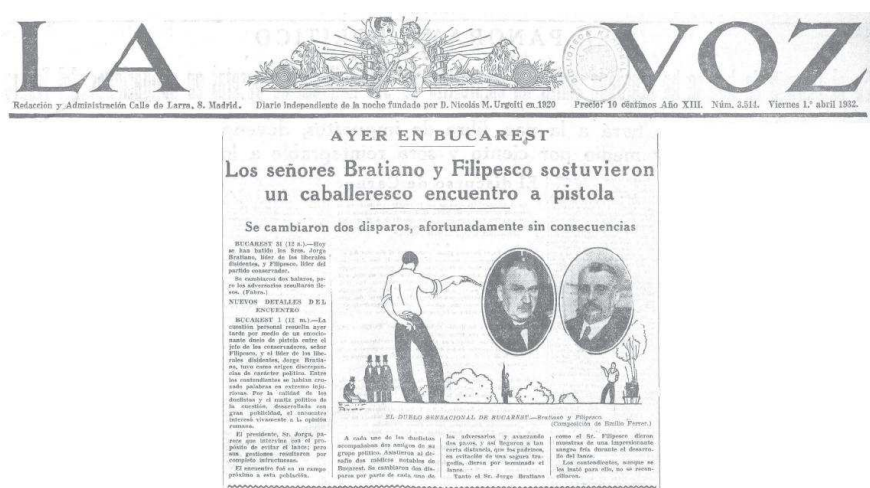 LA VOZ
Redacción y Administración Calle de Larra, 8. Madrid. Diario independiente de la noche fundado por D. Nicolás M. Urgoiti en 1920 Precio: 10 céntimos Año XIII. Núm. 3.514. Viernes 1.º abril 1932.
AYER EN BUCAREST
Los señores Bratiano y Filipesco sostuvieron
un caballeresco encuentro a pistola
Se cambiaron dos disparos, afortunadamente sin consecuencias
BUCAREST 31 (12 n.).—Hoy
se han batido los Sres. Jorge
Bratiano, líder de los liberales
disidentes, y Filipesco, líder del
partido conservador.
Se cambiaron dos balazos, pe-
ro los adversarios resultaron ile-
sos. (Fabra.)
NUEVOS DETALLES DEL
ENCUENTRO
BUCAREST 1 (12 m.).—La
cuestión personal resuelta ayer
tarde por medio de un emocio-
nante duelo de pistola entre el
jefe de los conservadores, señor
Filipesco, y el líder de los libe-
rales disidentes, Jorge Bratia-
no, tuvo como origen discrepan-
cias de carácter político. Entre
los contendientes se habían cru-
zado palabras en extremo inju-
riosas. Por la calidad de los
duelistas y el matiz político de
la cuestión, desarrollada con
gran publicidad, el encuentro
interesó vivamente a la opinión
rumana.
El presidente, Sr. Jorga, pa-
rece que intervino con el pro-
pósito de evitar el lance; pero
sus gestiones resultaron por
completo infructuosas.
El encuentro fué en un campo
próximo a esta población.
EL DUELO SENSACIONAL DE BUCAREST.—Bratiano y Filipesco.
(Composición de Emilio Ferrer.)
A cada uno de los duelistas
acompañaban dos amigos de su
grupo político. Asistieron al de-
safío dos médicos notables de
Bucarest. Se cambiaron dos dis-
paros por parte de cada uno de
los adversarios y avanzando
dos pasos, y así llegaron a tan
corta distancia, que los padrinos,
en evitación de una segura tra-
gedia, dieron por terminado el
lance.
Tanto el Sr. Jorge Bratiano
como el Sr. Filipesco dieron
muestras de una impresionante
sangre fría durante el desarro-
llo del lance.
Los contendientes, aunque se
les instó para ello, no se recon-
ciliaron.